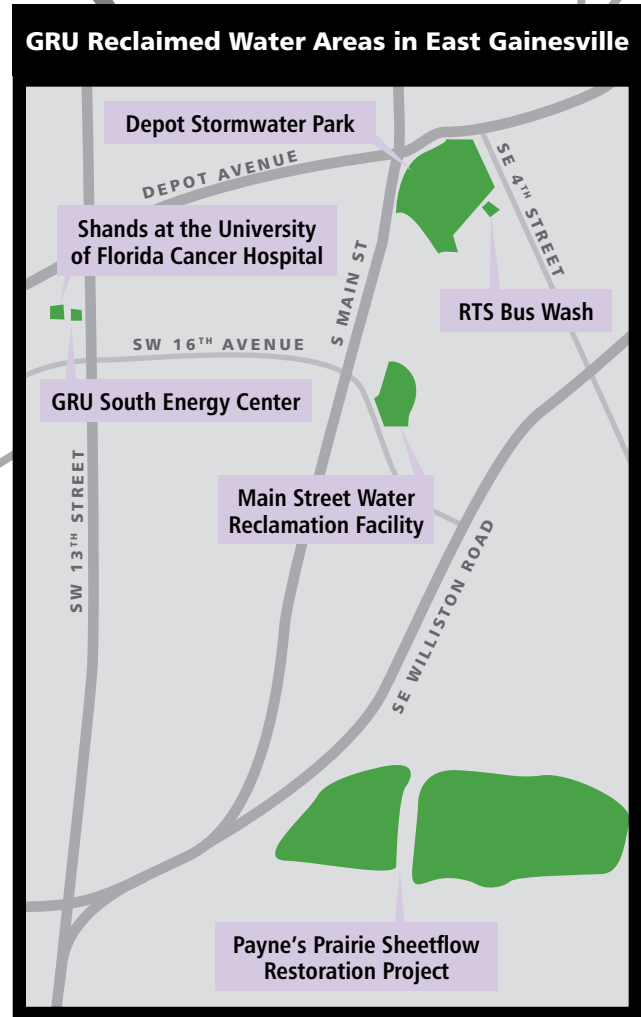 GRU Reclaimed Water Areas in East Gainesville
Depot Stormwater Park
DEPOT AVENUE
SE 4TH STREET
Shands at the University
of Florida Cancer Hospital
S MAIN ST
RTS Bus Wash
SW 16TH AVENUE
GRU South Energy Center
Main Street Water
Reclamation Facility
SW 13TH STREET
SE WILLISTON ROAD
Payne’s Prairie Sheetflow
Restoration Project